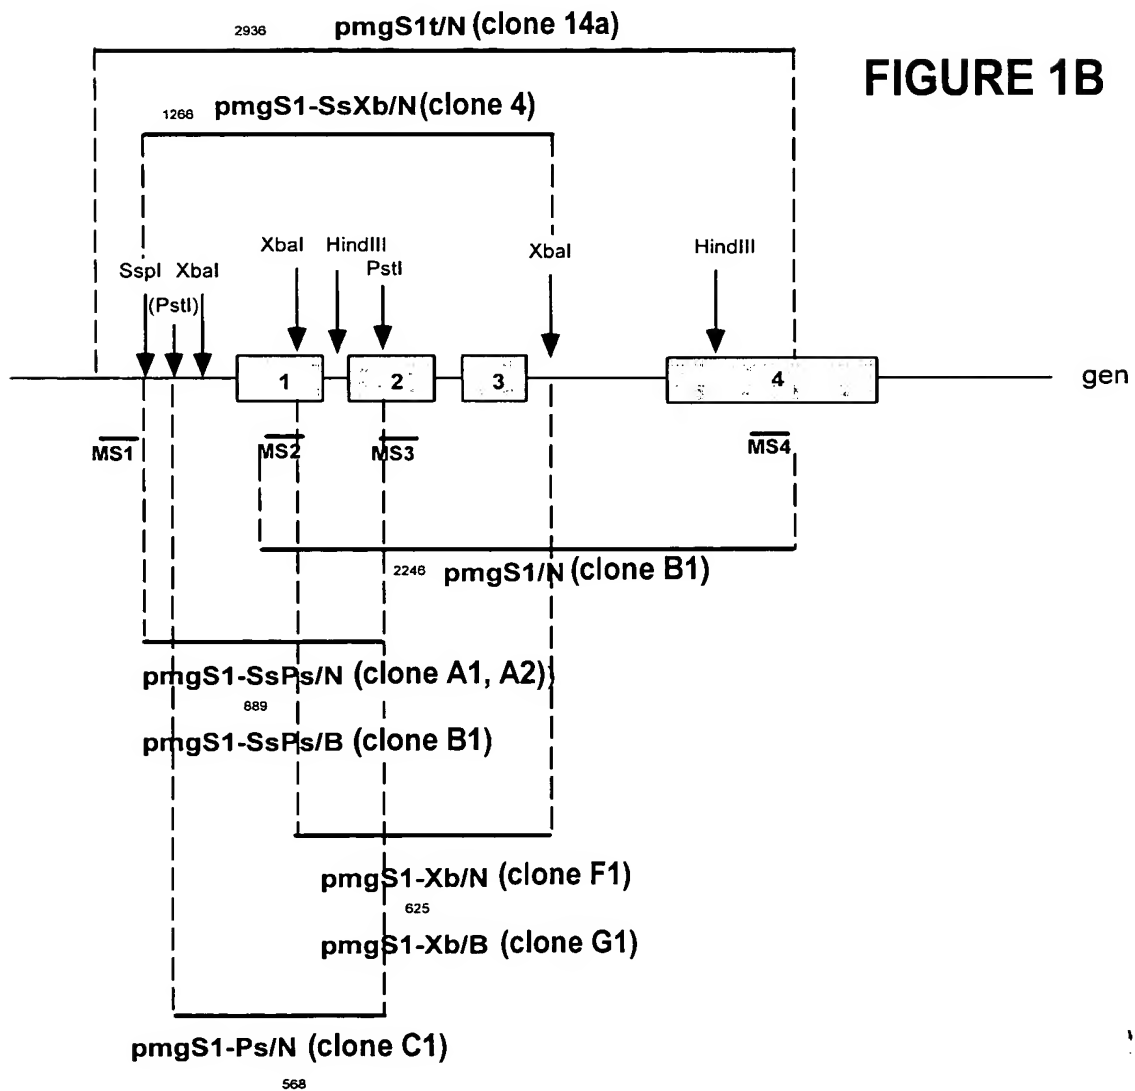 2936 pmgS1t/N (clone 14a)
FIGURE 1B
1266 pmgS1-SsXb/N (clone 4)
XbaI HindIII XbaI HindIII
SspI XbaI PstI
(PstI)
1 2 3 4 gen
MS1 MS2 MS3 MS4
2246 pmgS1/N (clone B1)
pmgS1-SsPs/N (clone A1, A2))
689
pmgS1-SsPs/B (clone B1)
pmgS1-Xb/N (clone F1)
625
pmgS1-Xb/B (clone G1)
pmgS1-Ps/N (clone C1)
568